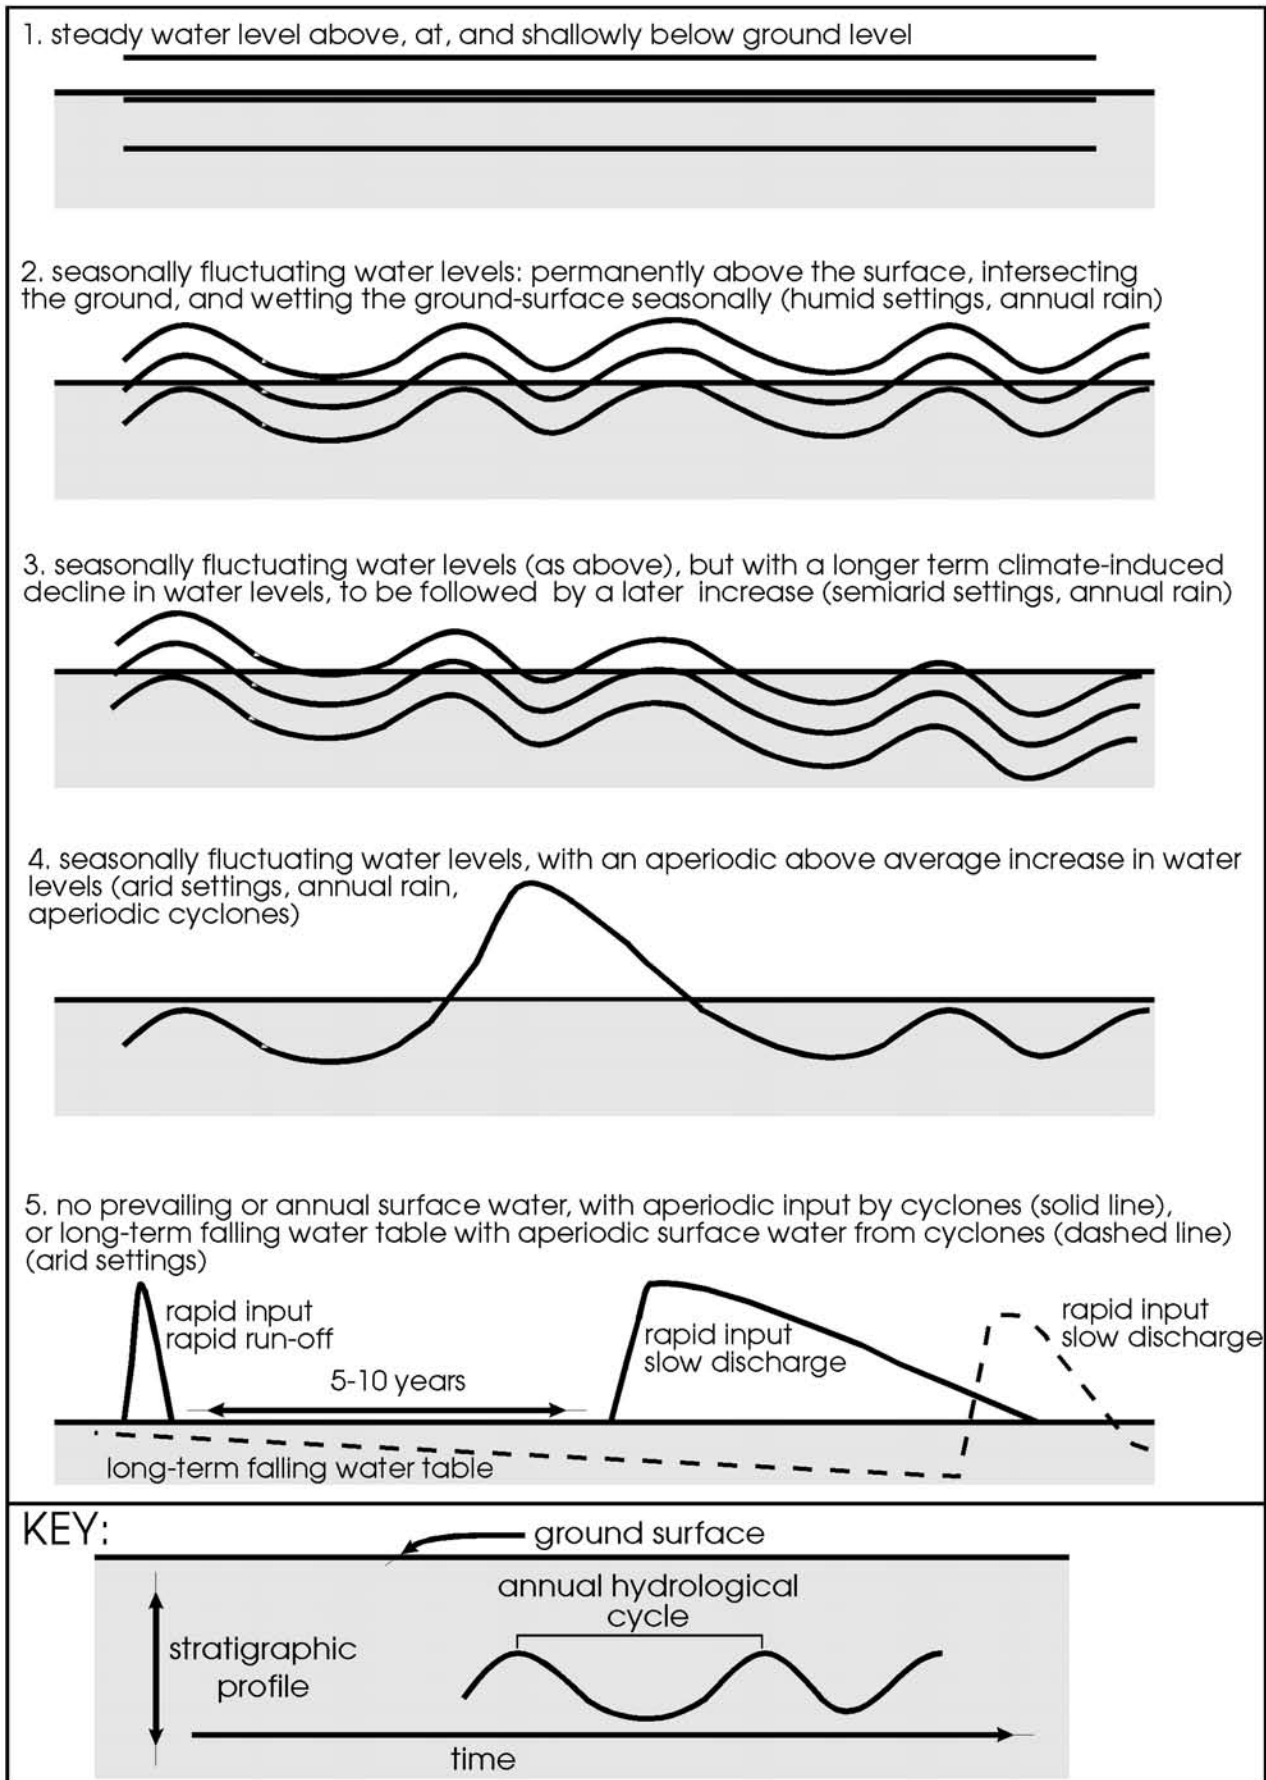 1. steady water level above, at, and shallowly below ground level
2. seasonally fluctuating water levels: permanently above the surface, intersecting
the ground, and wetting the ground-surface seasonally (humid settings, annual rain)
3. seasonally fluctuating water levels (as above), but with a longer term climate-induced
decline in water levels, to be followed by a later increase (semiarid settings, annual rain)
4. seasonally fluctuating water levels, with an aperiodic above average increase in water
levels (arid settings, annual rain,
aperiodic cyclones)
5. no prevailing or annual surface water, with aperiodic input by cyclones (solid line),
or long-term falling water table with aperiodic surface water from cyclones (dashed line)
(arid settings)
rapid input
rapid run-off
5-10 years
rapid input
slow discharge
rapid input
slow discharge
long-term falling water table
KEY:
ground surface
annual hydrological
cycle
stratigraphic
profile
time